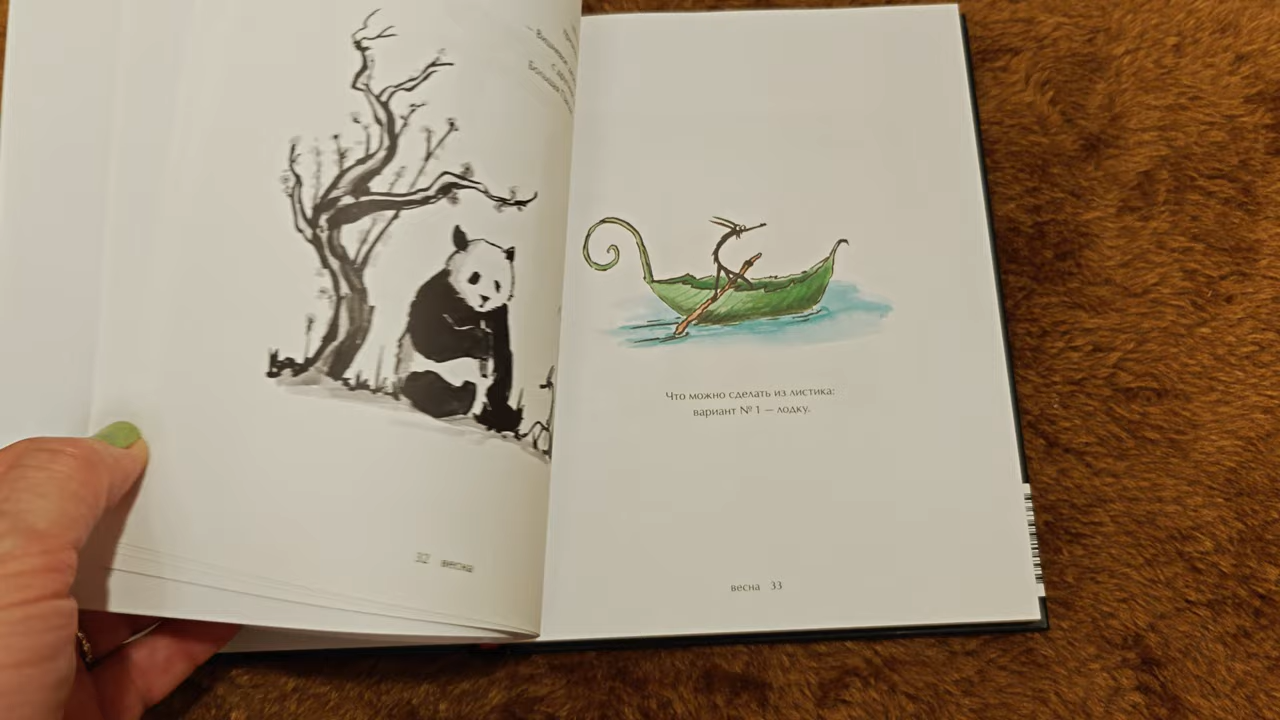 32 весна
Что можно сделать из листика:
вариант № 1 — лодку.
весна 33